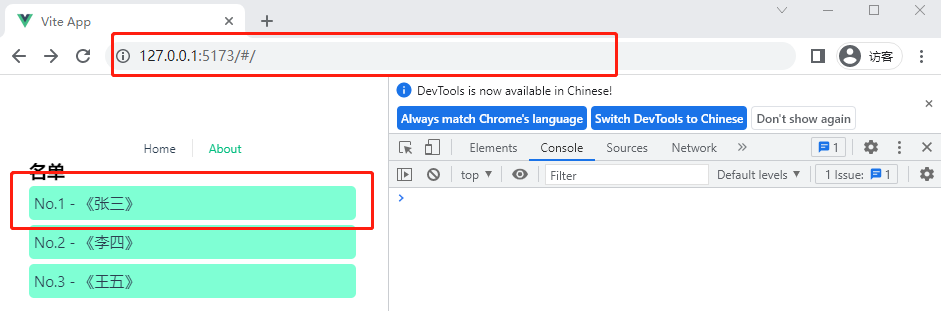 Vite App
127.0.0.1:5173/#/
访客
DevTools is now available in Chinese!
Always match Chrome's language Switch DevTools to Chinese Don't show again
Elements Console Sources Network 1
top Filter Default levels 1 Issue: 1
Home About
名单
No.1 - 《张三》
No.2 - 《李四》
No.3 - 《王五》